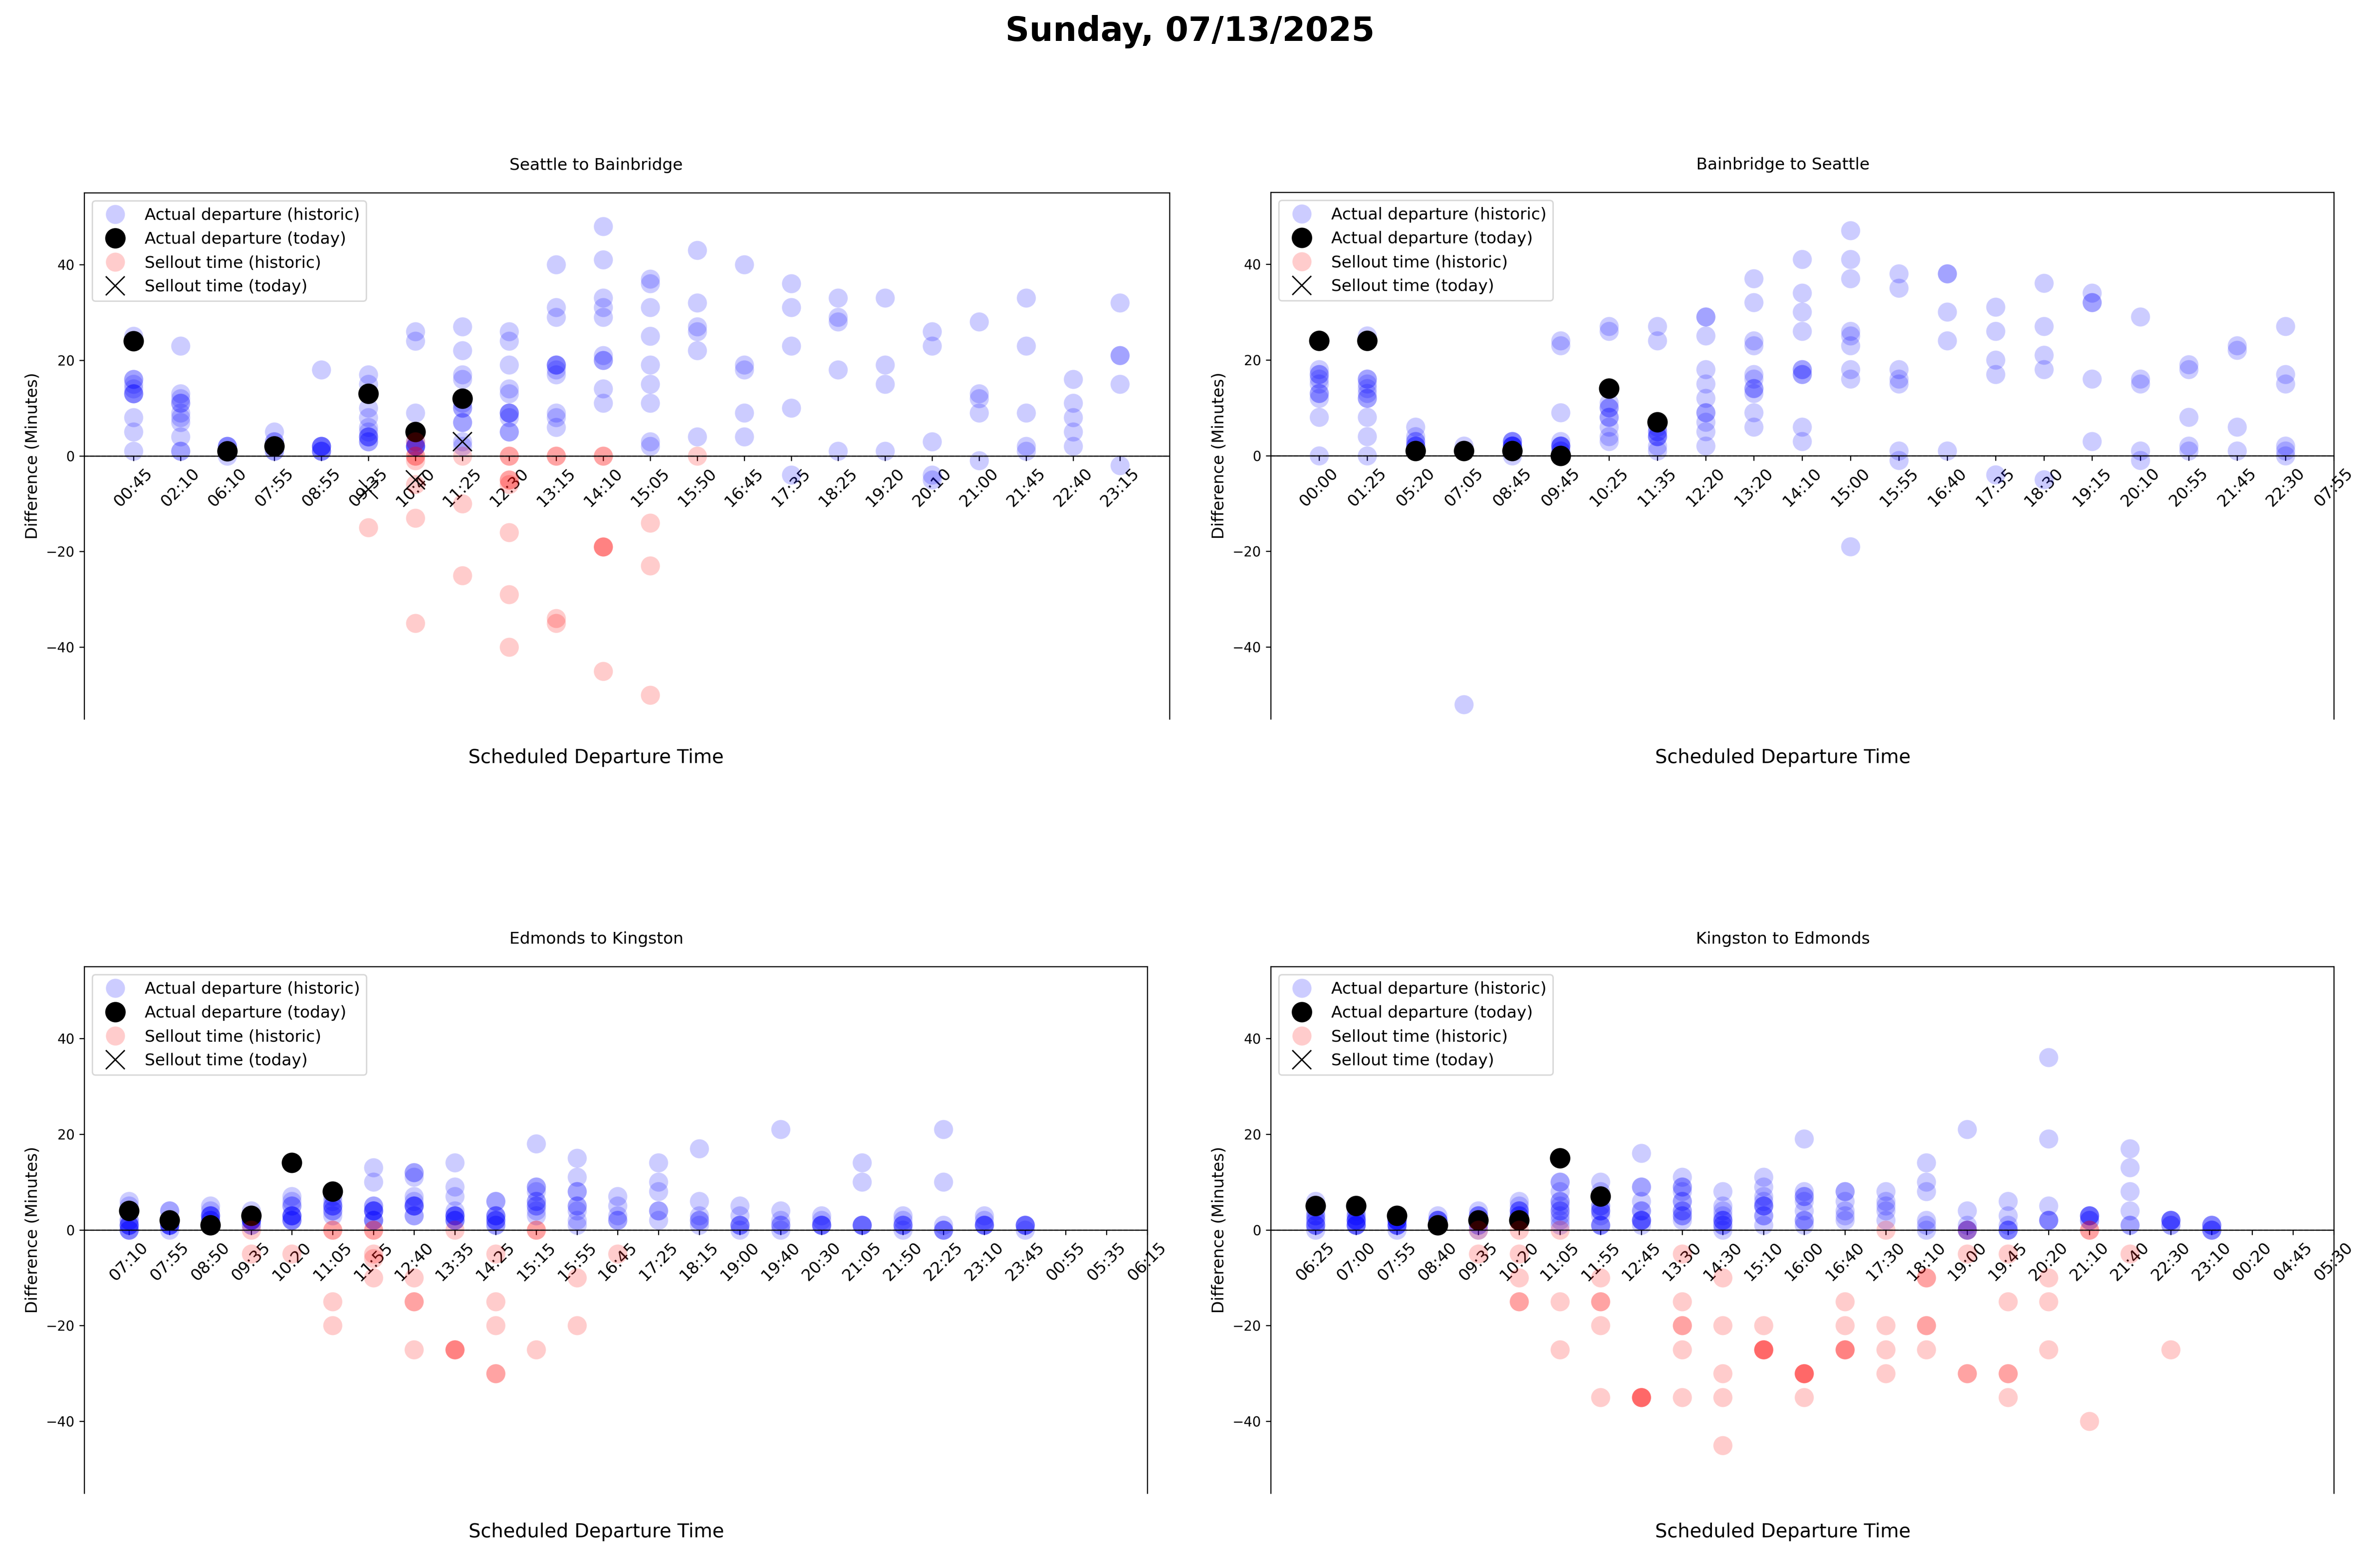 Sunday, 07/13/2025
Seattle to Bainbridge
Actual departure (historic)
Actual departure (today)
Sellout time (historic)
Sellout time (today)
Difference (Minutes)
40
20
0
−20
−40
00:45 02:10 06:10 07:55 08:55 09:35 10:40 11:25 12:30 13:15 14:10 15:05 15:50 16:45 17:35 18:25 19:20 20:10 21:00 21:45 22:40 23:15
Scheduled Departure Time
Bainbridge to Seattle
Actual departure (historic)
Actual departure (today)
Sellout time (historic)
Sellout time (today)
Difference (Minutes)
40
20
0
−20
−40
00:00 01:25 05:20 07:05 08:45 09:45 10:25 11:35 12:20 13:20 14:10 15:00 15:55 16:40 17:35 18:30 19:15 20:10 20:55 21:45 22:30 07:55
Scheduled Departure Time
Edmonds to Kingston
Actual departure (historic)
Actual departure (today)
Sellout time (historic)
Sellout time (today)
Difference (Minutes)
40
20
0
−20
−40
07:10 07:55 08:50 09:35 10:20 11:05 11:55 12:40 13:35 14:25 15:15 15:55 16:45 17:25 18:15 19:00 19:40 20:30 21:05 21:50 22:25 23:10 23:45 00:55 05:35 06:15
Scheduled Departure Time
Kingston to Edmonds
Actual departure (historic)
Actual departure (today)
Sellout time (historic)
Sellout time (today)
Difference (Minutes)
40
20
0
−20
−40
06:25 07:00 07:55 08:40 09:35 10:20 11:05 11:55 12:45 13:30 14:30 15:10 16:00 16:40 17:30 18:10 19:00 19:45 20:20 21:10 21:40 22:30 23:10 00:20 04:45 05:30
Scheduled Departure Time